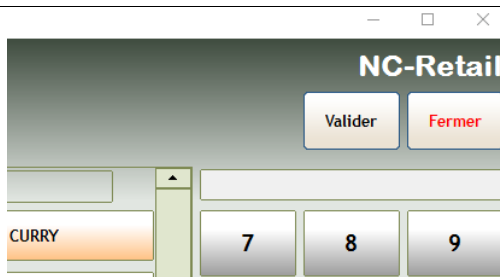 NC-Retail
Valider
Fermer
CURRY
7
8
9